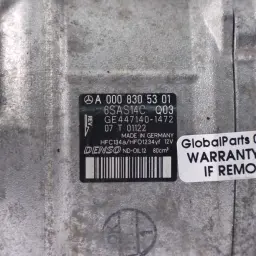 A 000 830 53 01
6SAS14C Q03
GE447140-1472
07 T 01122
MADE IN GERMANY
HFC134a/HFO1234yf 12V
DENSO ND-OIL12 80cm³
GlobalParts
WARRANTY
IF REMO